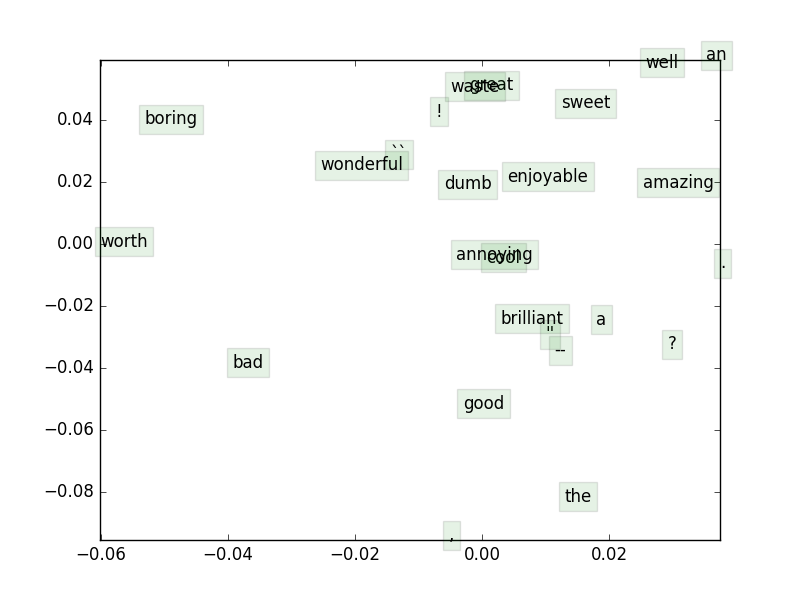 an
well
great
waste
sweet
!
0.04
boring
``
wonderful
0.02
dumb
enjoyable
amazing
0.00
worth
annoying
cool
.
−0.02
brilliant
"
a
--
?
−0.04
bad
good
−0.06
the
−0.08
,
−0.06 −0.04 −0.02 0.00 0.02